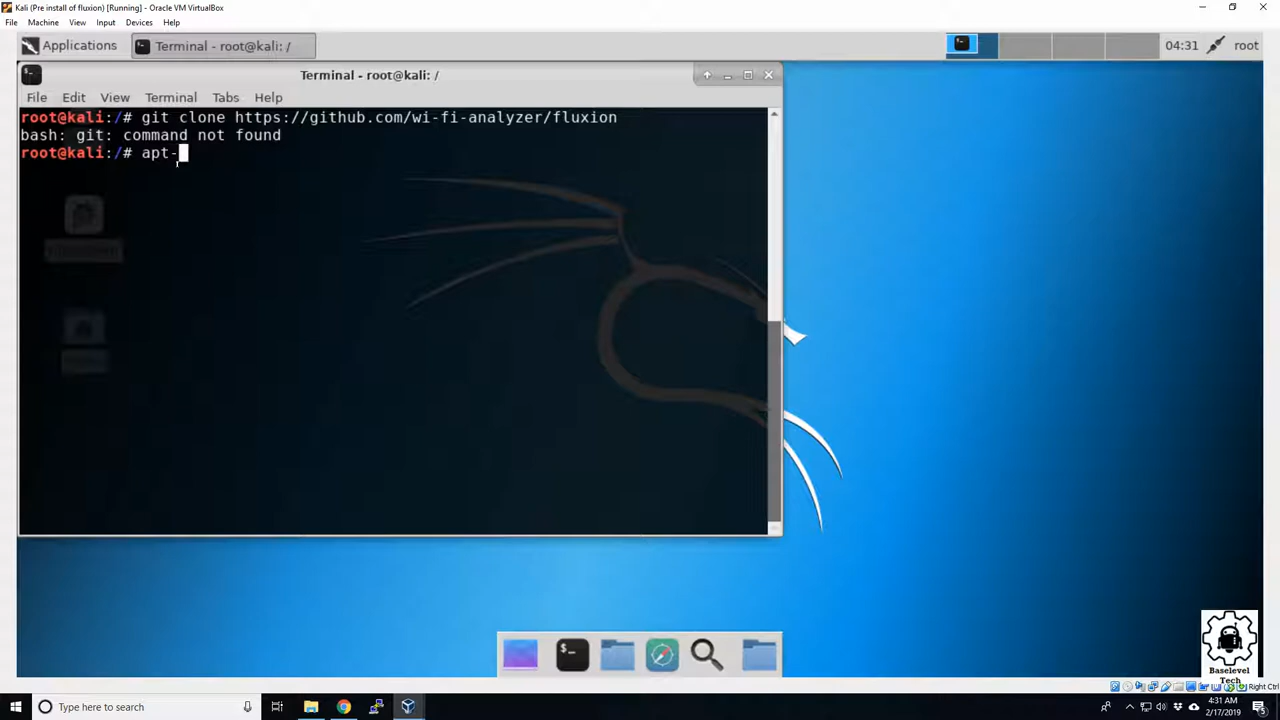 Kali (Pre install of fluxion) [Running] - Oracle VM VirtualBox
File Machine View Input Devices Help
Applications
Terminal - root@kali: /
04:31
root
Terminal - root@kali: /
File Edit View Terminal Tabs Help
root@kali:/# git clone https://github.com/wi-fi-analyzer/fluxion
bash: git: command not found
root@kali:/# apt-
$_
Baselevel
Tech
Right Ctrl
Type here to search
4:31 AM
2/17/2019